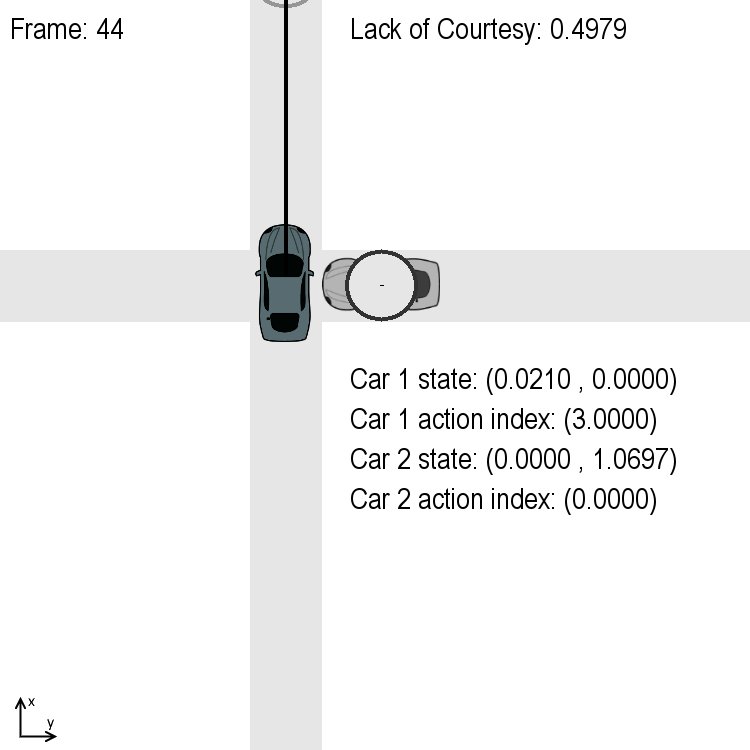 Frame: 44
Lack of Courtesy: 0.4979
Car 1 state: (0.0210 , 0.0000)
Car 1 action index: (3.0000)
Car 2 state: (0.0000 , 1.0697)
Car 2 action index: (0.0000)
x
y